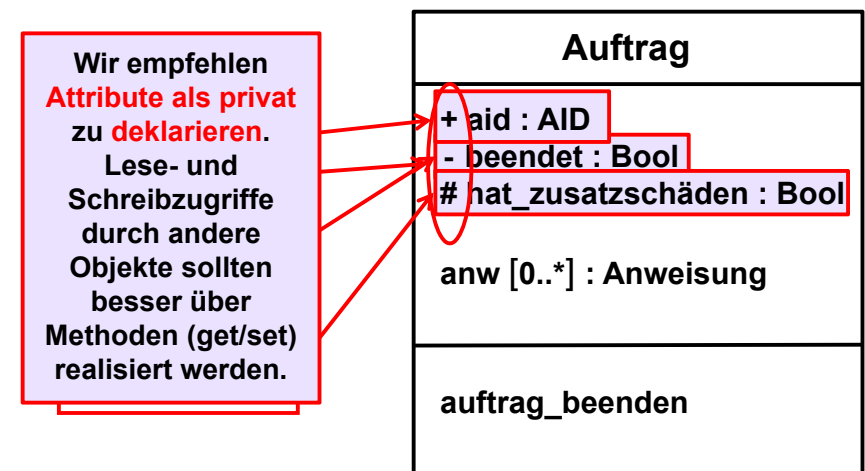 Wir empfehlen
Attribute als privat
zu deklarieren.
Lese- und
Schreibzugriffe
durch andere
Objekte sollten
besser über
Methoden (get/set)
realisiert werden.
Auftrag
+ aid : AID
- beendet : Bool
# hat_zusatzschäden : Bool
anw [0..*] : Anweisung
auftrag_beenden